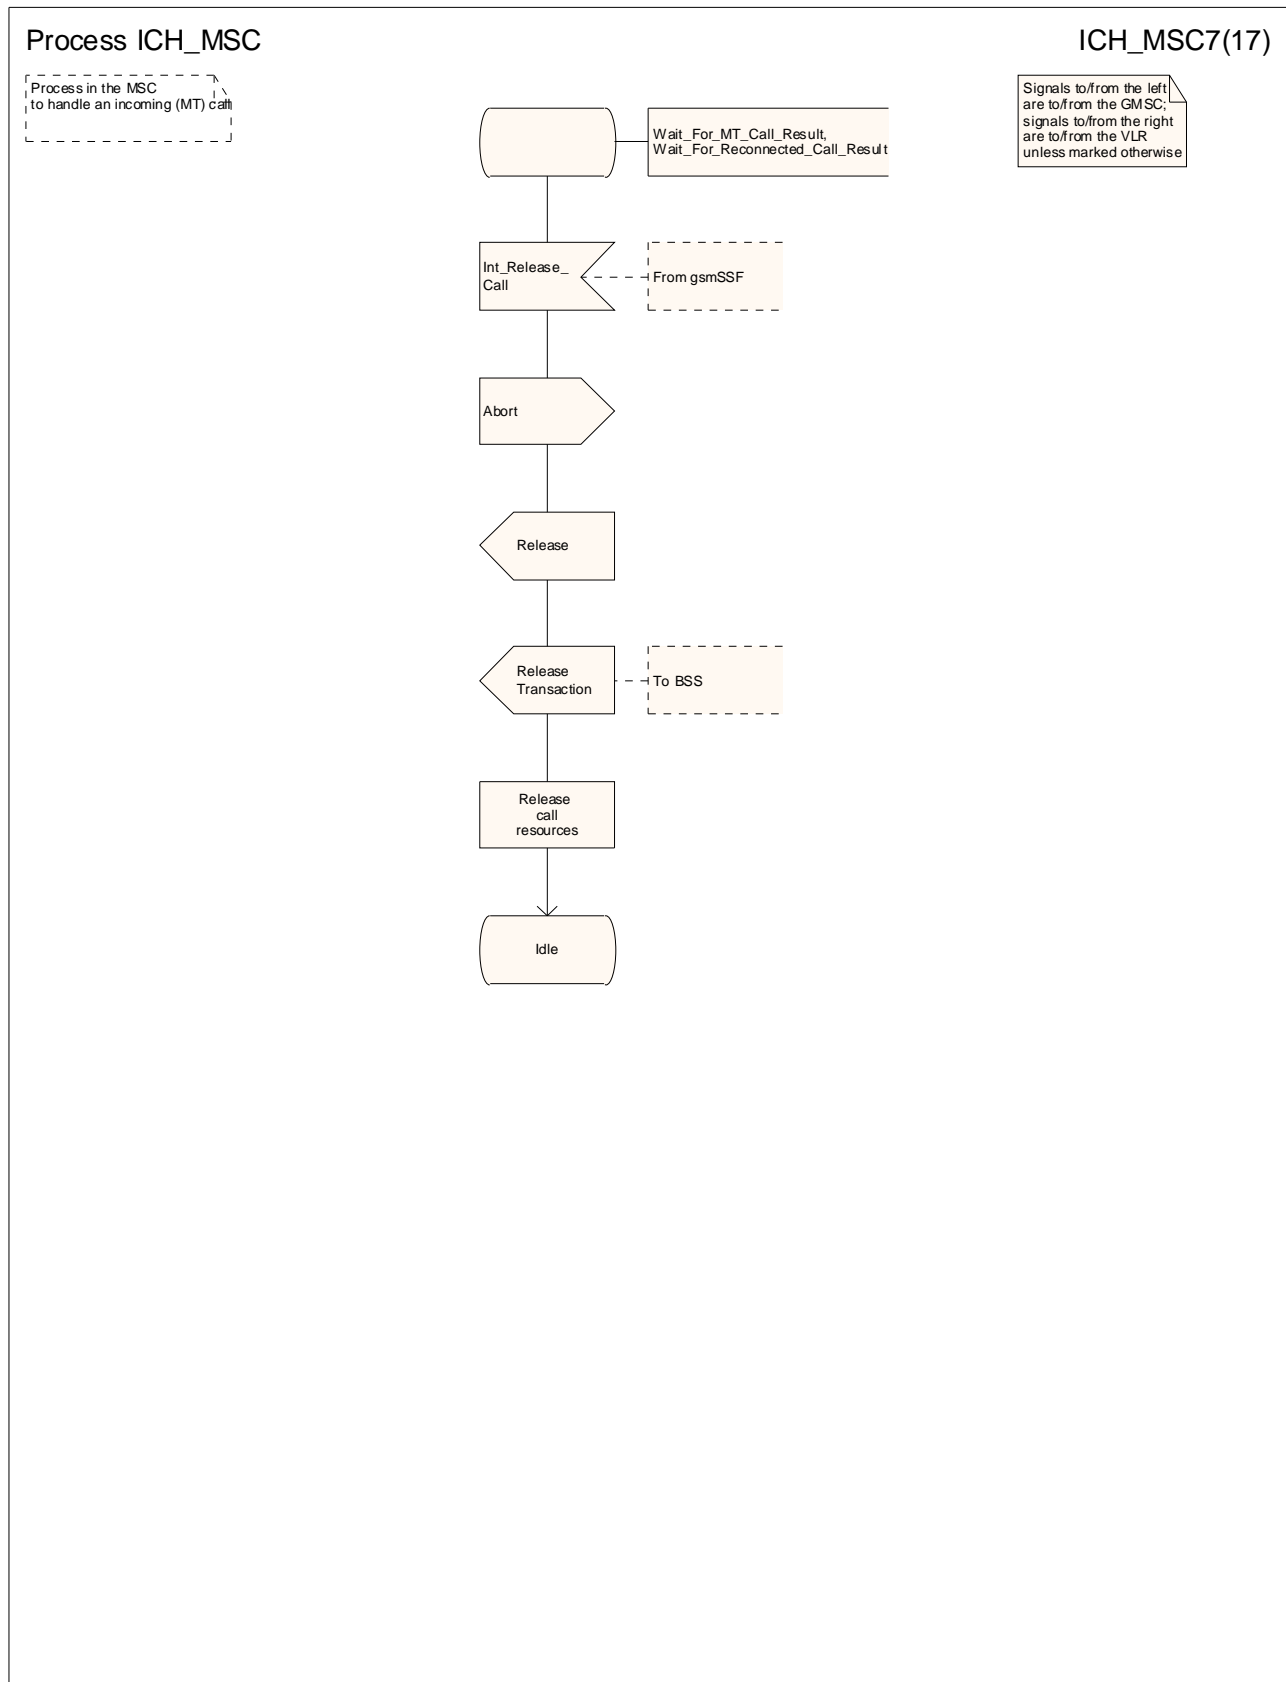 Process ICH_MSC
ICH_MSC7(17)
Process in the MSC
to handle an incoming (MT) call
Signals to/from the left
are to/from the GMSC;
signals to/from the right
are to/from the VLR
unless marked otherwise
Wait_For_MT_Call_Result,
Wait_For_Reconnected_Call_Result
Int_Release_
Call
From gsmSSF
Abort
Release
Release
Transaction
To BSS
Release
call
resources
Idle